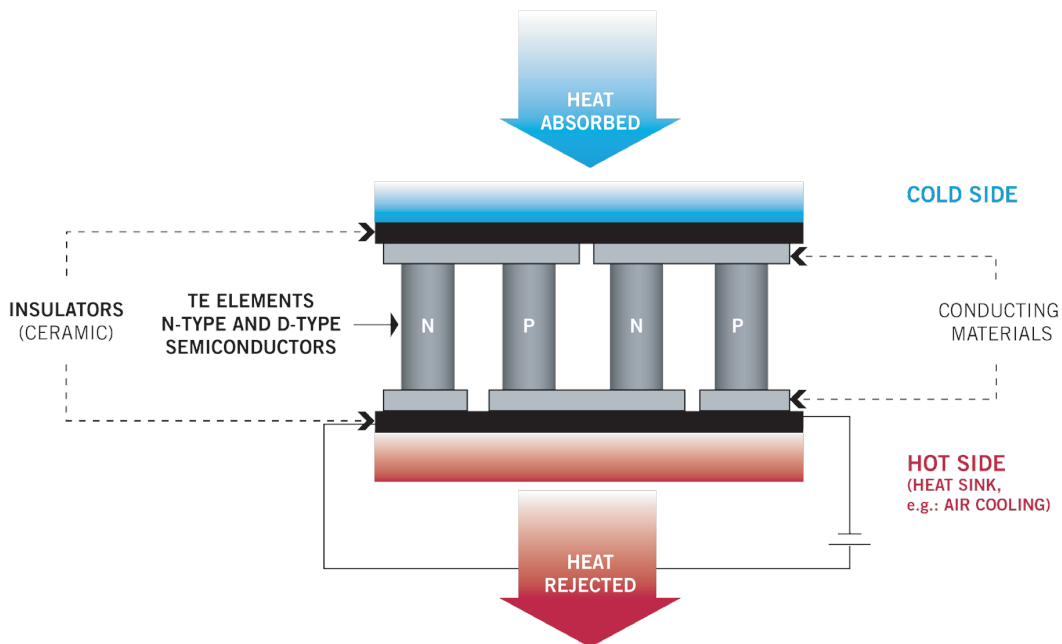 HEAT
ABSORBED
COLD SIDE
INSULATORS
(CERAMIC)
TE ELEMENTS
N-TYPE AND D-TYPE
SEMICONDUCTORS
N
P
N
P
CONDUCTING
MATERIALS
HOT SIDE
(HEAT SINK,
e.g.: AIR COOLING)
HEAT
REJECTED